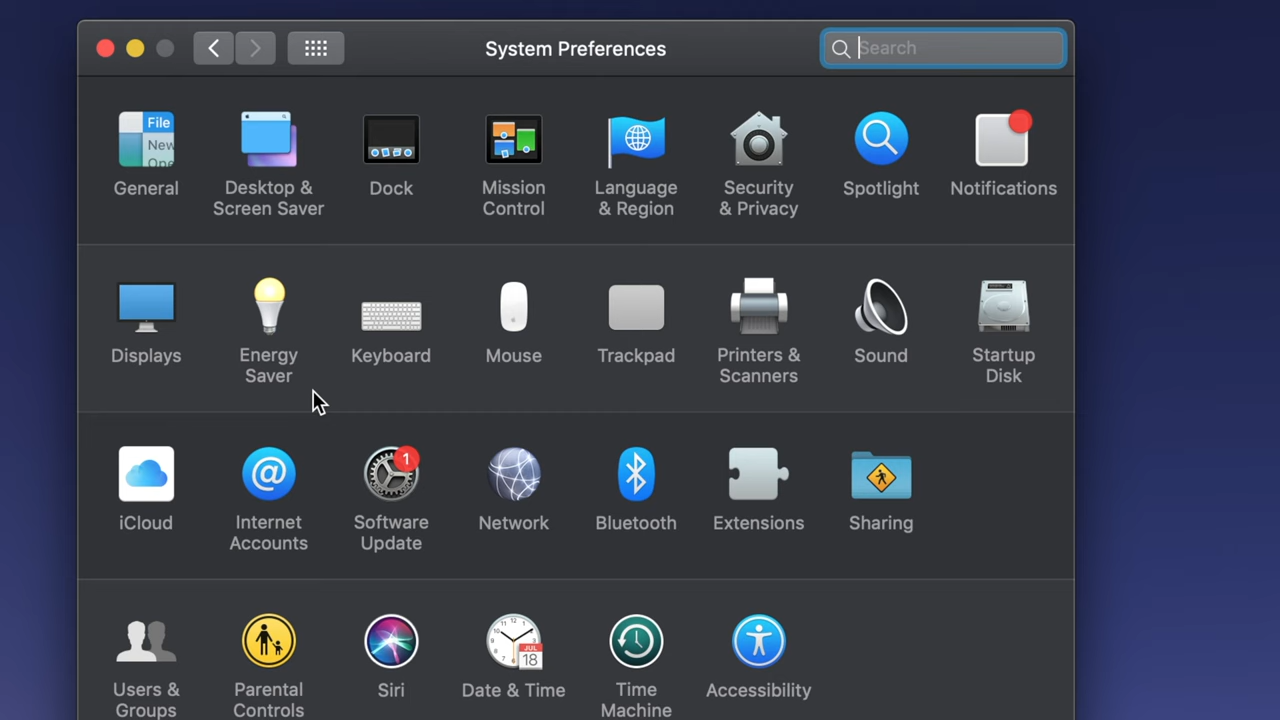 System Preferences
Search
File
New
Ope
General
Desktop &
Screen Saver
Dock
Mission
Control
Language
& Region
Security
& Privacy
Spotlight
Notifications
Displays
Energy
Saver
Keyboard
Mouse
Trackpad
Printers &
Scanners
Sound
Startup
Disk
iCloud
@
Internet
Accounts
1
Software
Update
Network
Bluetooth
Extensions
Sharing
Users &
Groups
Parental
Controls
Siri
JUL
18
Date & Time
Time
Machine
Accessibility